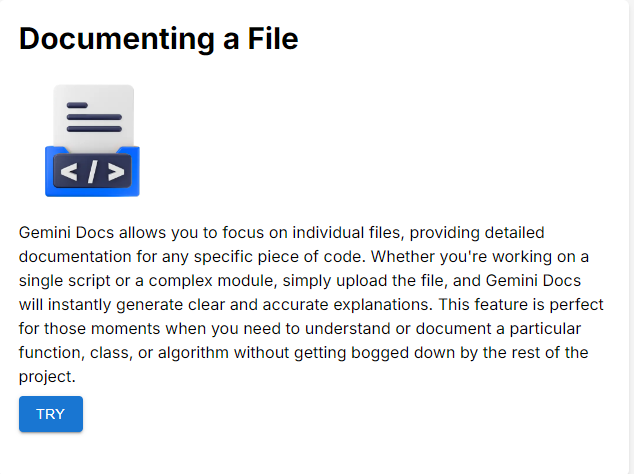 Documenting a File
</>
Gemini Docs allows you to focus on individual files, providing detailed
documentation for any specific piece of code. Whether you're working on a
single script or a complex module, simply upload the file, and Gemini Docs
will instantly generate clear and accurate explanations. This feature is perfect
for those moments when you need to understand or document a particular
function, class, or algorithm without getting bogged down by the rest of the
project.
TRY